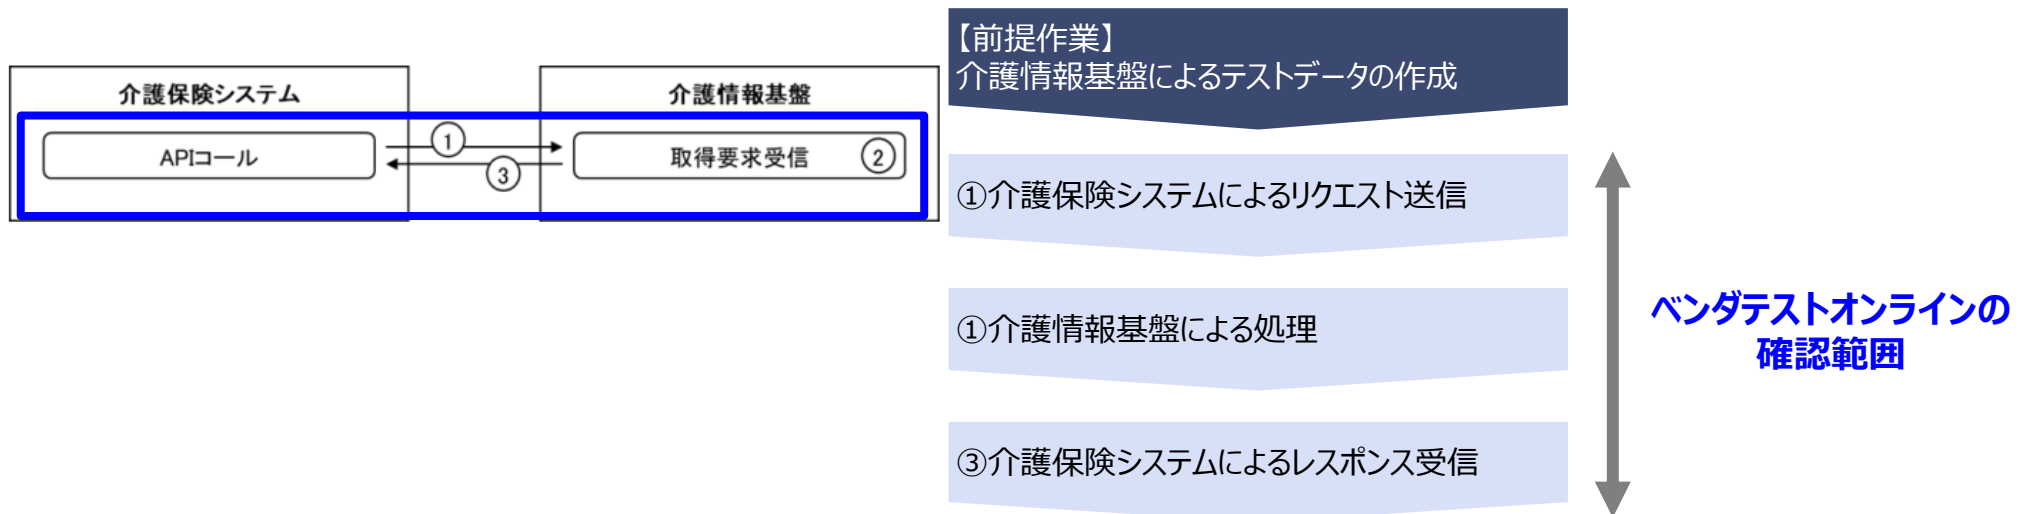 介護保険システム
APIコール
①
③
介護情報基盤
取得要求受信
②
【前提作業】
介護情報基盤によるテストデータの作成
①介護保険システムによるリクエスト送信
①介護情報基盤による処理
③介護保険システムによるレスポンス受信
ベンダテストオンラインの
確認範囲